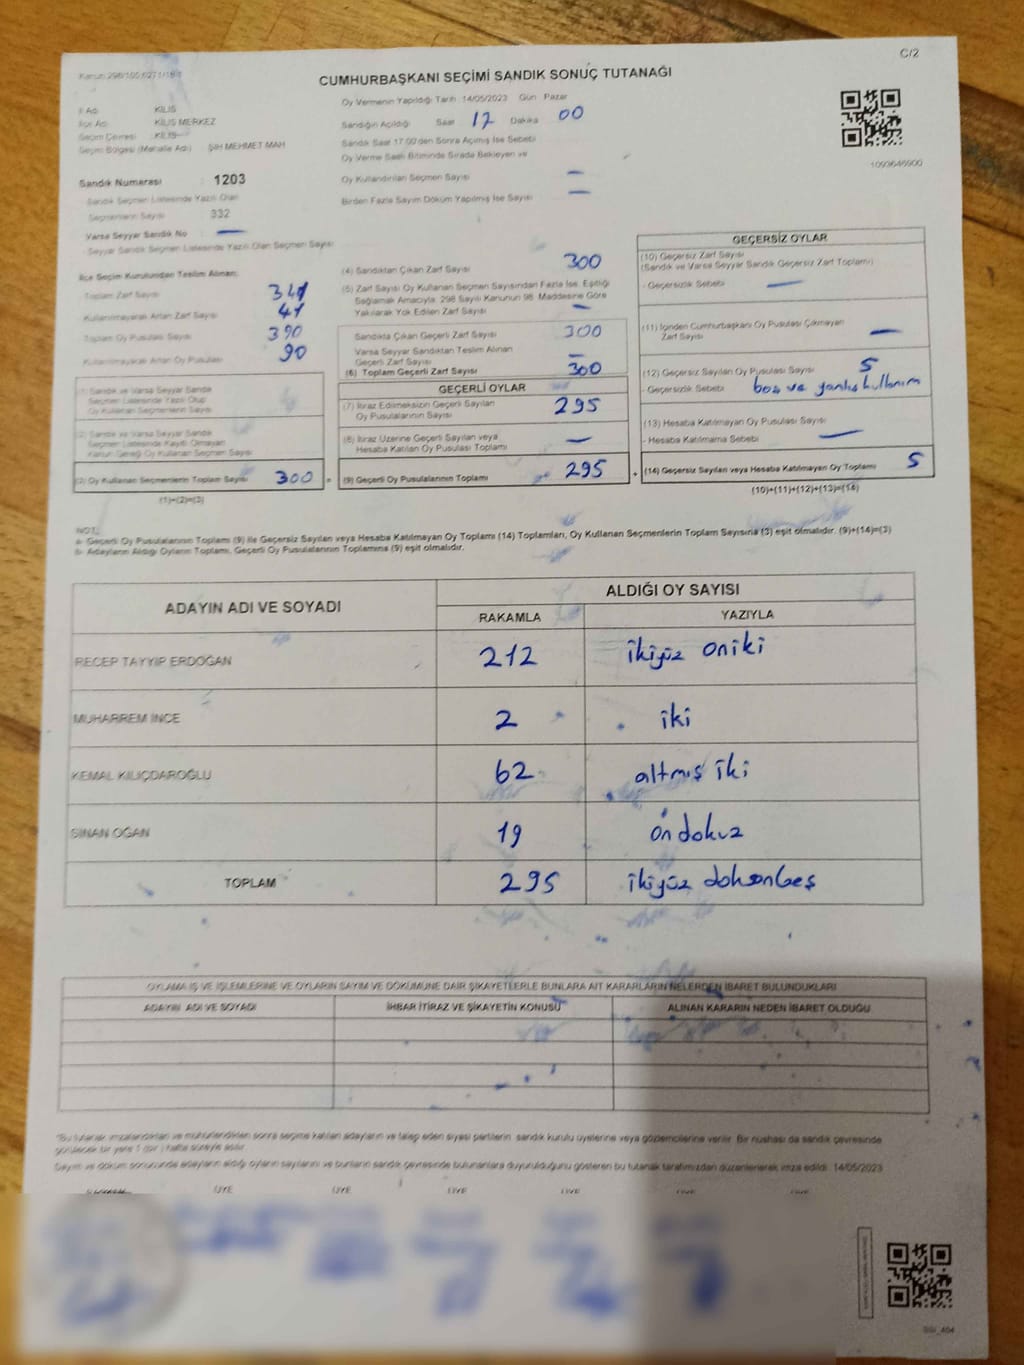 C/2
CUMHURBAŞKANI SEÇİMİ SANDIK SONUÇ TUTANAĞI
Oy Vermenin Yapıldığı Tarih : 14/05/2023 Gün Pazar
İl Adı : KİLİS
İlçe Adı : KİLİS MERKEZ
Seçim Çevresi : KİLİS
Seçim Bölgesi (Mahalle Adı) : ŞIH MEHMET MAH
Sandığın Açıldığı Saat 17 Dakika 00
Sandık Saat 17.00'den Sonra Açılmış İse Sebebi
Oy Verme Saati Bitiminde Sırada Bekleyen ve
Oy Kullandırılan Seçmen Sayısı —
Birden Fazla Sayım Döküm Yapılmış İse Sayısı —
1093646900
Sandık Numarası : 1203
Sandık Seçmen Listesinde Yazılı Olan
Seçmenlerin Sayısı : 332
Varsa Seyyar Sandık No : —
Seyyar Sandık Seçmen Listesinde Yazılı Olan Seçmen Sayısı
İlçe Seçim Kurulundan Teslim Alınan:
Toplam Zarf Sayısı 341
Kullanılmayarak Artan Zarf Sayısı 41
Toplam Oy Pusulası Sayısı 390
Kullanılmayarak Artan Oy Pusulası 90
(1) Sandık ve Varsa Seyyar Sandık
Seçmen Listesinde Yazılı Olup
Oy Kullanan Seçmenlerin Sayısı
(2) Sandık ve Varsa Seyyar Sandık
Seçmen Listesinde Kayıtlı Olmayan
Kanun Gereği Oy Kullanan Seçmen Sayısı
(3) Oy Kullanan Seçmenlerin Toplam Sayısı 300 =
(1)+(2)=(3)
(4) Sandıktan Çıkan Zarf Sayısı 300
(5) Zarf Sayısı Oy Kullanan Seçmen Sayısından Fazla İse, Eşitliği
Sağlamak Amacıyla, 298 Sayılı Kanunun 98. Maddesine Göre
Yakılarak Yok Edilen Zarf Sayısı —
Sandıkta Çıkan Geçerli Zarf Sayısı 300
Varsa Seyyar Sandıktan Teslim Alınan
Geçerli Zarf Sayısı —
(6) Toplam Geçerli Zarf Sayısı 300
GEÇERLİ OYLAR
(7) İtiraz Edilmeksizin Geçerli Sayılan
Oy Pusulalarının Sayısı 295
(8) İtiraz Üzerine Geçerli Sayılan veya
Hesaba Katılan Oy Pusulası Toplamı —
(9) Geçerli Oy Pusulalarının Toplamı 295 +
GEÇERSİZ OYLAR
(10) Geçersiz Zarf Sayısı
(Sandık ve Varsa Seyyar Sandık Geçersiz Zarf Toplamı)
- Geçersizlik Sebebi —
(11) İçinden Cumhurbaşkanı Oy Pusulası Çıkmayan
Zarf Sayısı —
(12) Geçersiz Sayılan Oy Pusulası Sayısı 5
- Geçersizlik Sebebi boş ve yanlış kullanım
(13) Hesaba Katılmayan Oy Pusulası Sayısı
- Hesaba Katılmama Sebebi —
(14) Geçersiz Sayılan veya Hesaba Katılmayan Oy Toplamı 5
(10)+(11)+(12)+(13)=(14)
NOT:
a- Geçerli Oy Pusulalarının Toplamı (9) ile Geçersiz Sayılan veya Hesaba Katılmayan Oy Toplamı (14) Toplamları, Oy Kullanan Seçmenlerin Toplam Sayısına (3) eşit olmalıdır. (9)+(14)=(3)
b- Adayların Aldığı Oyların Toplamı, Geçerli Oy Pusulalarının Toplamına (9) eşit olmalıdır.
ADAYIN ADI VE SOYADI
ALDIĞI OY SAYISI
RAKAMLA YAZIYLA
RECEP TAYYİP ERDOĞAN 212 ikiyüz oniki
MUHARREM İNCE 2 iki
KEMAL KILIÇDAROĞLU 62 altmış iki
SİNAN OĞAN 19 on dokuz
TOPLAM 295 ikiyüz doksanbeş
OYLAMA İŞ VE İŞLEMLERİNE VE OYLARIN SAYIM VE DÖKÜMÜNE DAİR ŞİKAYETLERLE BUNLARA AİT KARARLARIN NELERDEN İBARET BULUNDUKLARI
ADAYIN ADI VE SOYADI İHBAR İTİRAZ VE ŞİKAYETİN KONUSU ALINAN KARARIN NEDEN İBARET OLDUĞU
*Bu tutanak imzalandıktan ve mühürlendikten sonra seçime katılan adayların ve talep eden siyasi partilerin sandık kurulu üyelerine veya gözlemcilerine verilir. Bir nüshası da sandık çevresinde
görülecek bir yere 1 (bir) hafta süreyle asılır.
Sayım ve döküm sonucunda adayların aldığı oyların sayılarını ve bunların sandık çevresinde bulunanlara duyurulduğunu gösteren bu tutanak tarafımızdan düzenlenerek imza edildi. 14/05/2023
ÜYE ÜYE ÜYE ÜYE